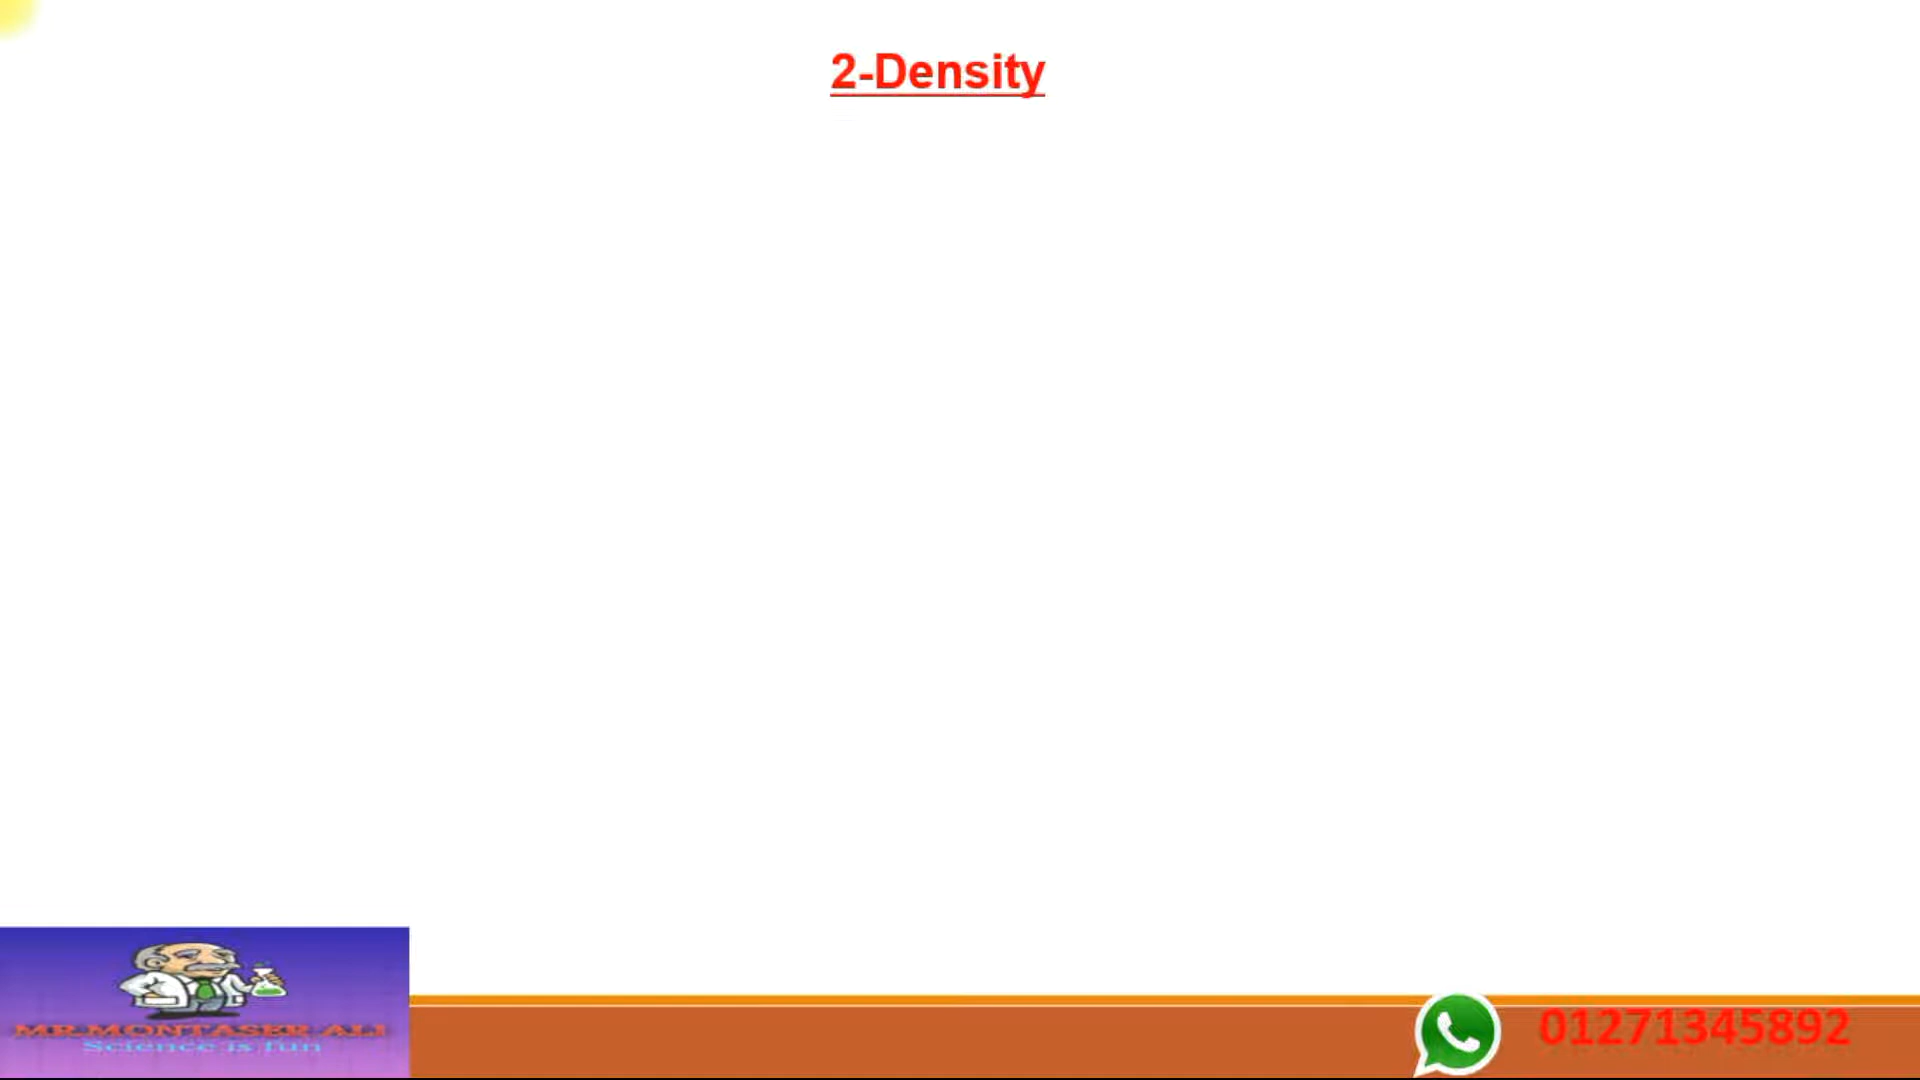 2-Density
MR.MONTASER ALI
Science is fun
01271345892